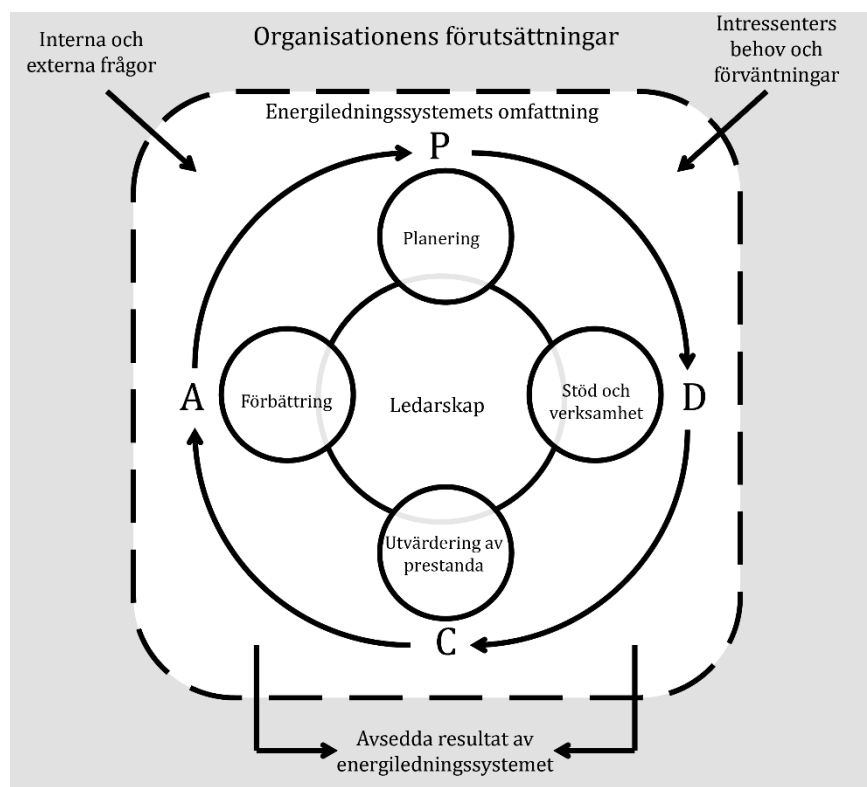 Interna och
externa frågor
Organisationens förutsättningar
Intressenters
behov och
förväntningar
Energiledningssystemets omfattning
P
Planering
A
Förbättring
Ledarskap
Stöd och
verksamhet
D
Utvärdering av
prestanda
C
Avsedda resultat av
energiledningssystemet